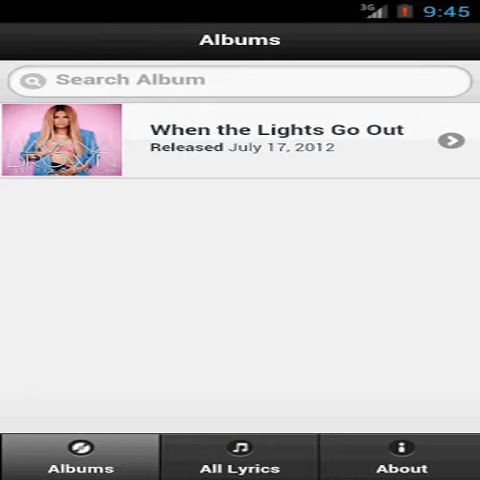 3G
9:45
Albums
Search Album
When the Lights Go Out
Released July 17, 2012
Albums
All Lyrics
About